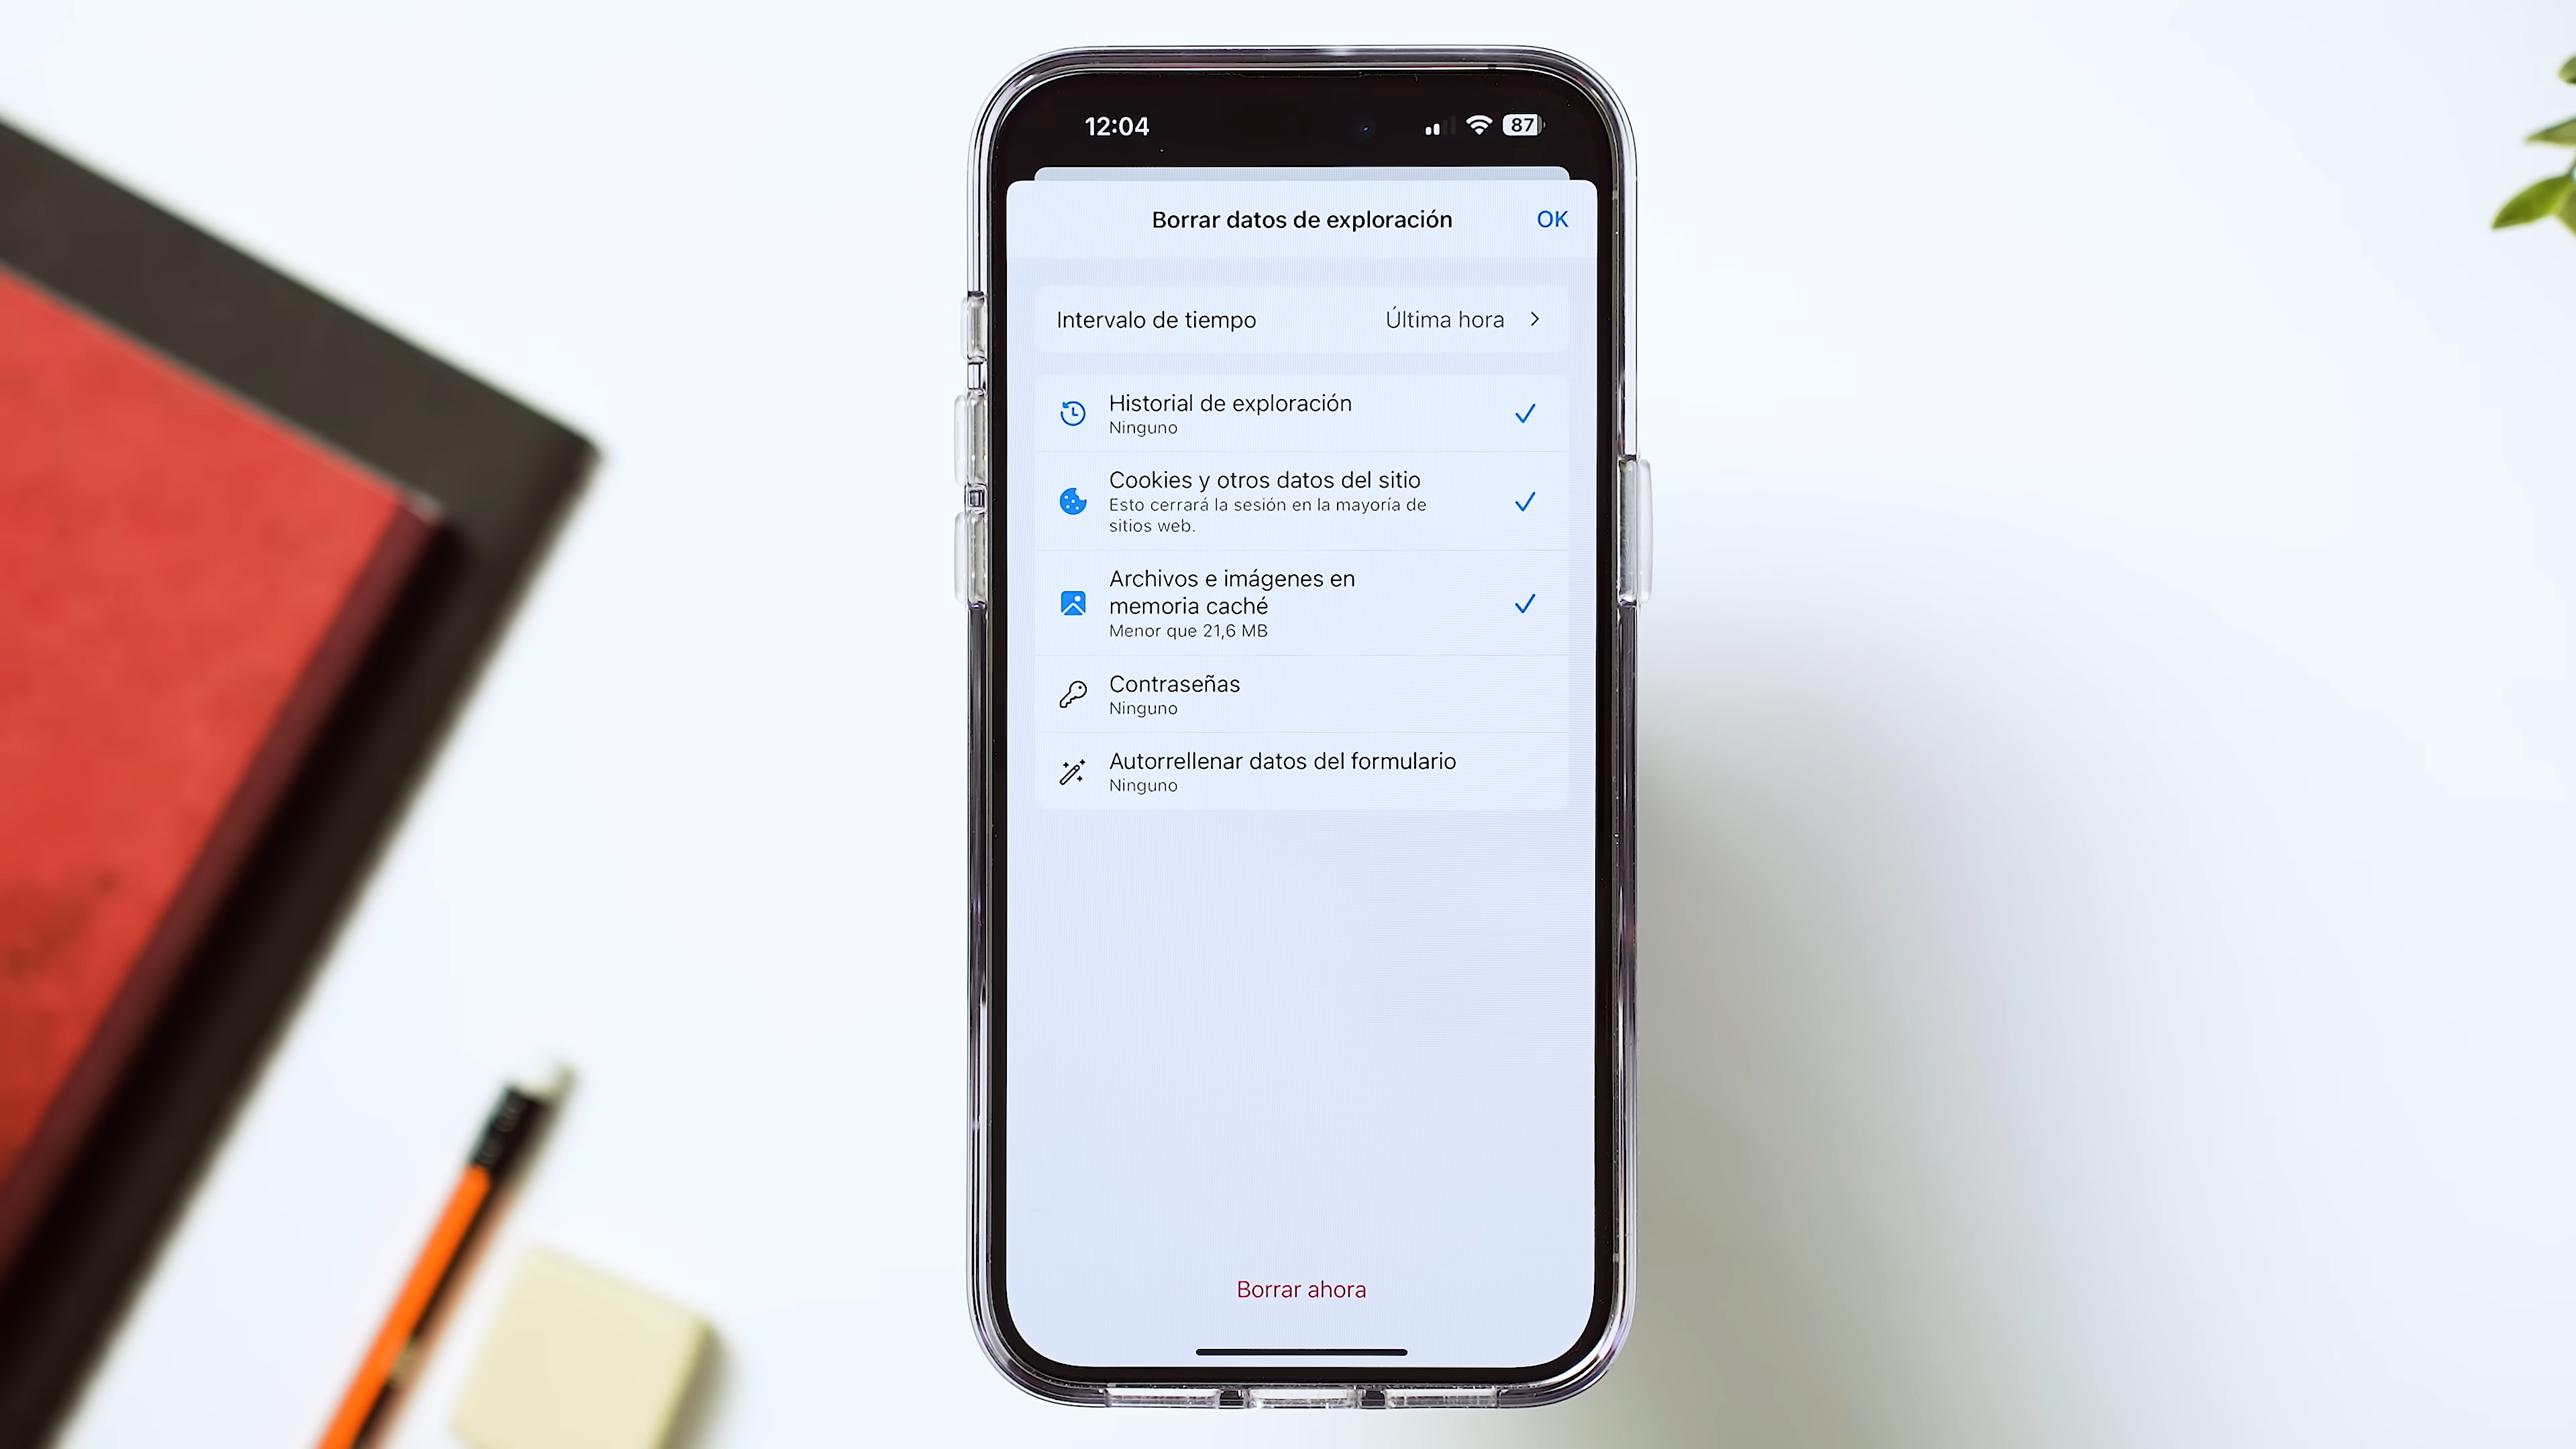 12:04
87
Borrar datos de exploración
OK
Intervalo de tiempo
Última hora
Historial de exploración
Ninguno
Cookies y otros datos del sitio
Esto cerrará la sesión en la mayoría de
sitios web.
Archivos e imágenes en
memoria caché
Menor que 21,6 MB
Contraseñas
Ninguno
Autorrellenar datos del formulario
Ninguno
Borrar ahora